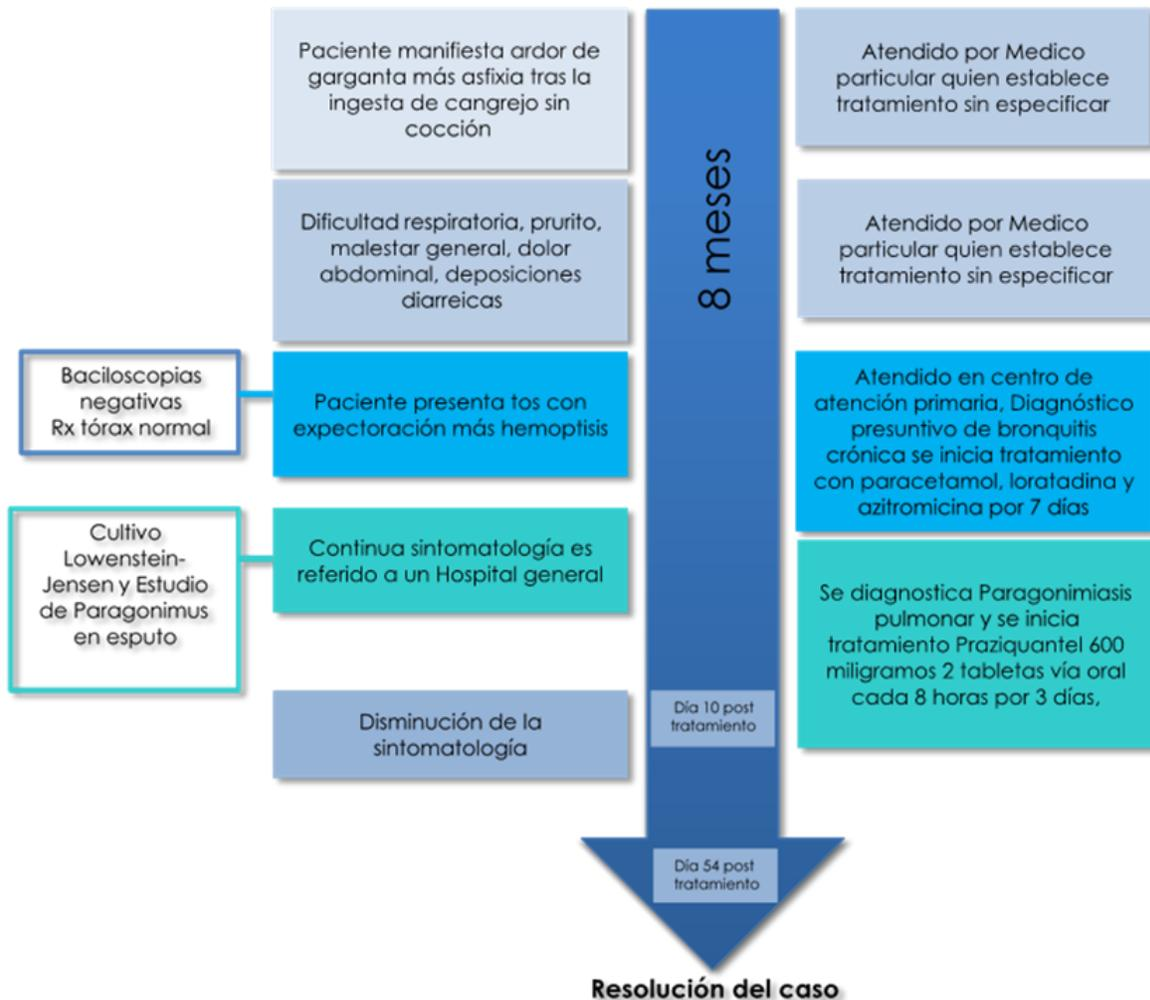 Paciente manifiesta ardor de
garganta más asfixia tras la
ingesta de cangrejo sin
cocción
Atendido por Medico
particular quien establece
tratamiento sin especificar
8 meses
Dificultad respiratoria, prurito,
malestar general, dolor
abdominal, deposiciones
diarreicas
Atendido por Medico
particular quien establece
tratamiento sin especificar
Baciloscopias
negativas
Rx tórax normal
Paciente presenta tos con
expectoración más hemoptisis
Atendido en centro de
atención primaria, Diagnóstico
presuntivo de bronquitis
crónica se inicia tratamiento
con paracetamol, loratadina y
azitromicina por 7 días
Cultivo
Lowenstein-
Jensen y Estudio
de Paragonimus
en esputo
Continua sintomatología es
referido a un Hospital general
Se diagnostica Paragonimiasis
pulmonar y se inicia
tratamiento Praziquantel 600
miligramos 2 tabletas vía oral
cada 8 horas por 3 días,
Disminución de la
sintomatología
Día 10 post
tratamiento
Día 54 post
tratamiento
Resolución del caso